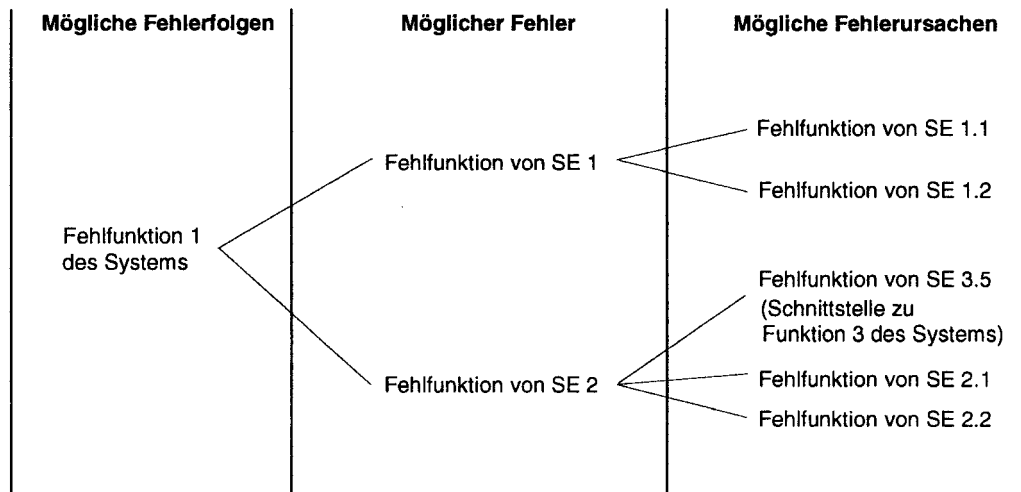 Mögliche Fehlerfolgen
Möglicher Fehler
Mögliche Fehlerursachen
Fehlfunktion 1
des Systems
Fehlfunktion von SE 1
Fehlfunktion von SE 2
Fehlfunktion von SE 1.1
Fehlfunktion von SE 1.2
Fehlfunktion von SE 3.5
(Schnittstelle zu
Funktion 3 des Systems)
Fehlfunktion von SE 2.1
Fehlfunktion von SE 2.2